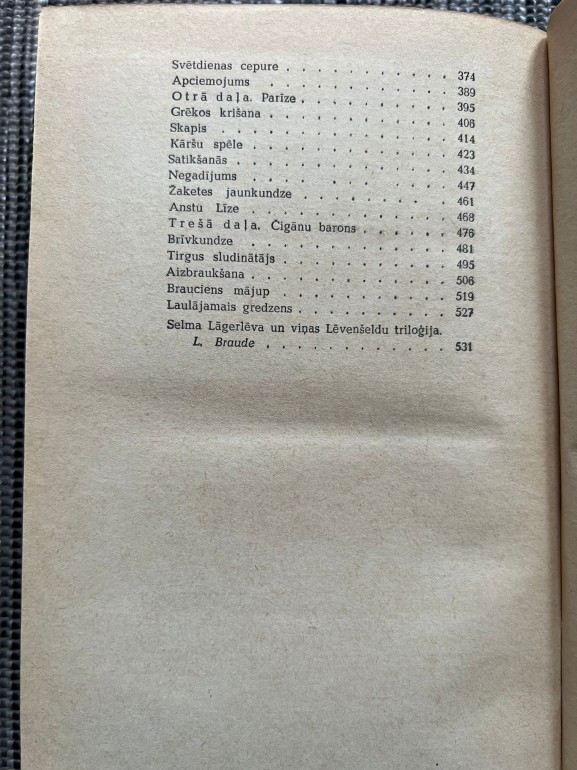 Svētdienas cepure . . . . . . . . . . . 374
Apciemojums . . . . . . . . . . . 389
Otrā daļa. Parīze . . . . . . . . . . 395
Grēkos krišana . . . . . . . . . . . 406
Skapis . . . . . . . . . . . . . . 414
Kāršu spēle . . . . . . . . . . . . 423
Satikšanās . . . . . . . . . . . . 434
Negadījums . . . . . . . . . . . 447
Žaketes jaunkundze . . . . . . . . . 461
Anstu Līze . . . . . . . . . . . . 468
Trešā daļa. Čigānu barons . . . . . . 476
Brīvkundze . . . . . . . . . . . 481
Tirgus sludinātājs . . . . . . . . . . 495
Aizbraukšana . . . . . . . . . . . 506
Brauciens mājup . . . . . . . . . . 519
Laulājamais gredzens . . . . . . . . . 527
Selma Lāgerlēva un viņas Lēvenšeldu triloģija.
L. Braude . . . . . . . . . . . 531